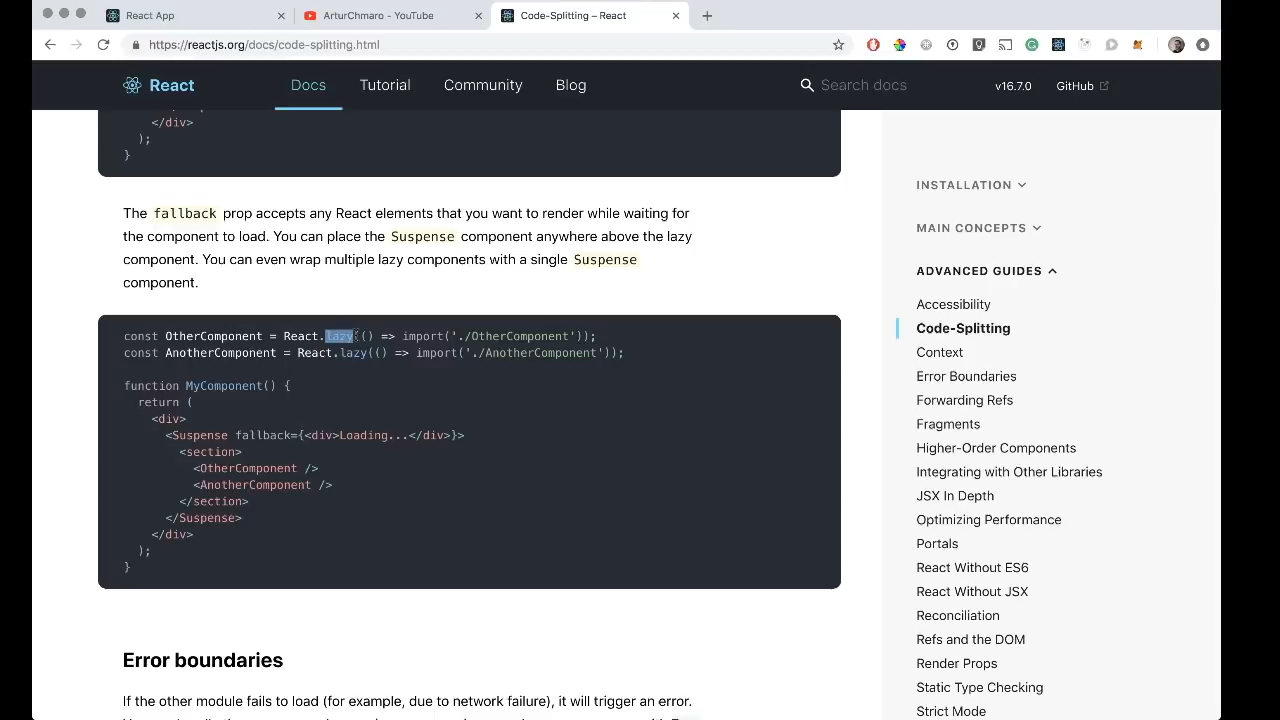 React App
ArturChmaro - YouTube
Code-Splitting – React
https://reactjs.org/docs/code-splitting.html
React
Docs
Tutorial
Community
Blog
Search docs
v16.7.0
GitHub
</div>
);
}
The fallback prop accepts any React elements that you want to render while waiting for
the component to load. You can place the Suspense component anywhere above the lazy
component. You can even wrap multiple lazy components with a single Suspense
component.
const OtherComponent = React.lazy(() => import('./OtherComponent'));
const AnotherComponent = React.lazy(() => import('./AnotherComponent'));
function MyComponent() {
return (
<div>
<Suspense fallback={<div>Loading...</div>}>
<section>
<OtherComponent />
<AnotherComponent />
</section>
</Suspense>
</div>
);
}
Error boundaries
If the other module fails to load (for example, due to network failure), it will trigger an error.
INSTALLATION
MAIN CONCEPTS
ADVANCED GUIDES
Accessibility
Code-Splitting
Context
Error Boundaries
Forwarding Refs
Fragments
Higher-Order Components
Integrating with Other Libraries
JSX In Depth
Optimizing Performance
Portals
React Without ES6
React Without JSX
Reconciliation
Refs and the DOM
Render Props
Static Type Checking
Strict Mode